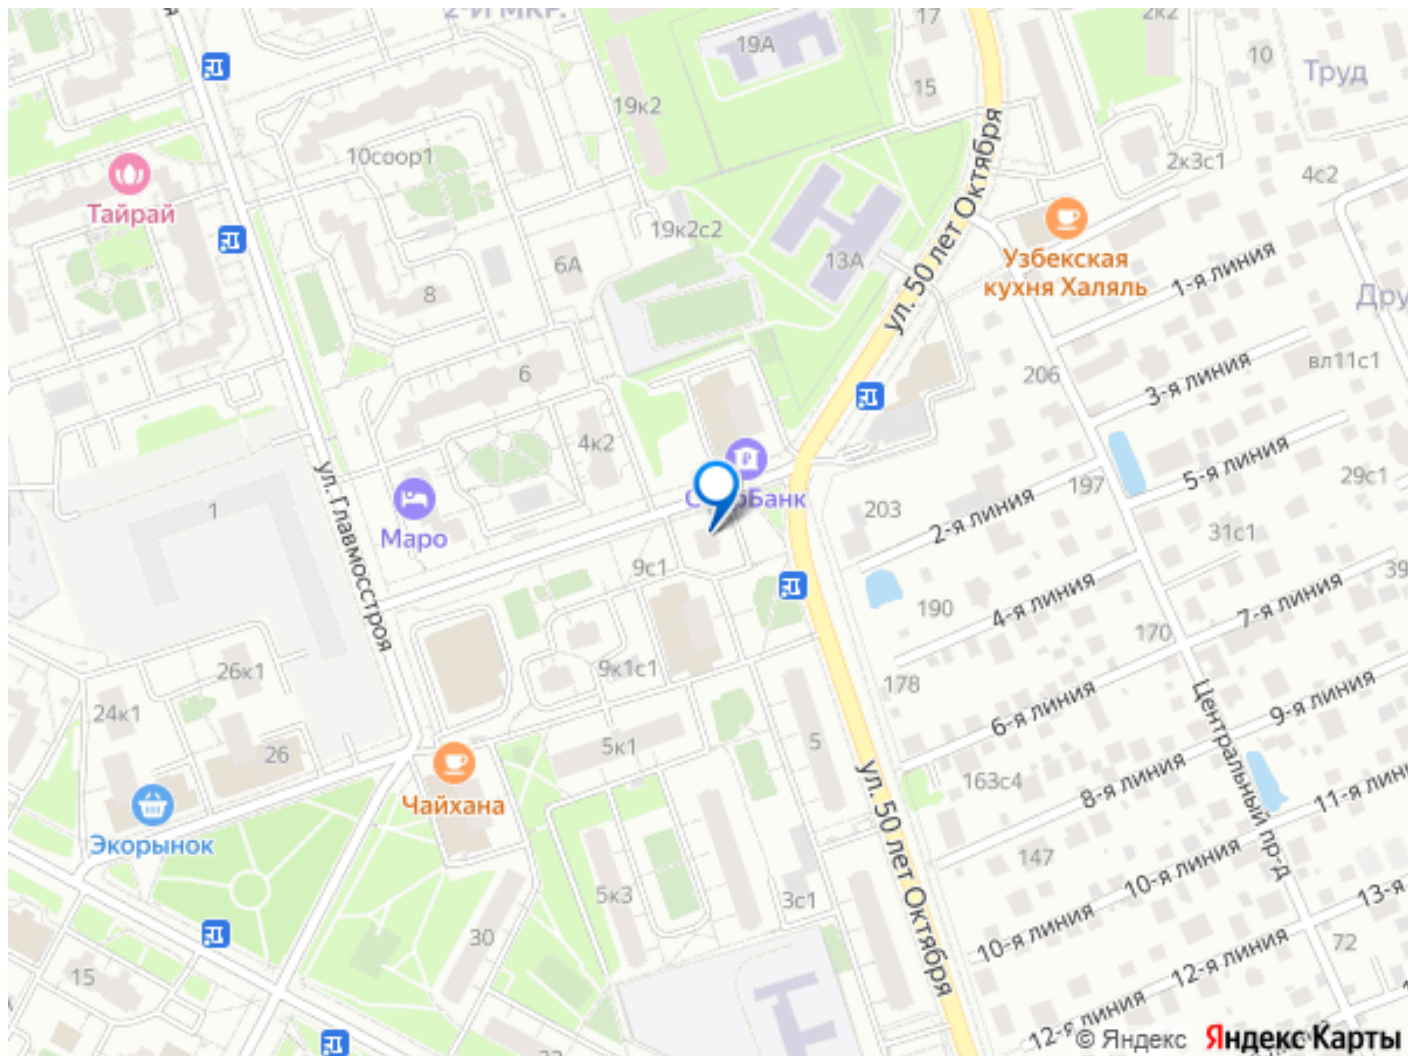 2-й мкр.
17
2к2
19А
10
Труд
15
19к2
10соор1
2к3с1
4с2
Тайрай
19к2с2
ул. 50 лет Октября
6А
13А
Узбекская
кухня Халяль
1-я линия
8
вл11с1
206
3-я линия
6
4к2
5-я линия
29с1
197
ул. Главмосстроя
1
Маро
203
2-я линия
31с1
9с1
190
4-я линия
7-я линия
39
170
9к1с1
26к1
178
24к1
6-я линия
Центральный пр-д
9-я линия
5к1
5
26
163с4
8-я линия
Чайхана
ул. 50 лет Октября
Экорынок
147
10-я линия
5к3
3с1
10-я линия
30
72
12-я линия
15
© Яндекс
Яндекс Карты